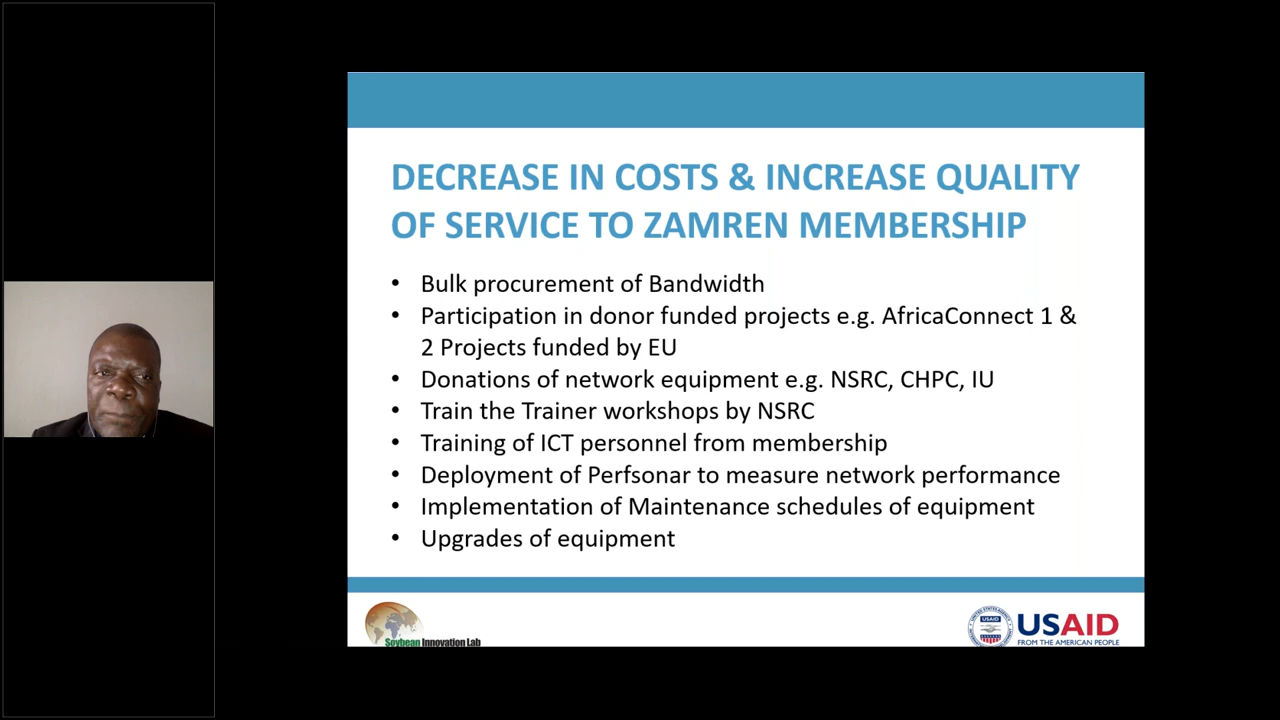 DECREASE IN COSTS & INCREASE QUALITY
OF SERVICE TO ZAMREN MEMBERSHIP
• Bulk procurement of Bandwidth
• Participation in donor funded projects e.g. AfricaConnect 1 &
2 Projects funded by EU
• Donations of network equipment e.g. NSRC, CHPC, IU
• Train the Trainer workshops by NSRC
• Training of ICT personnel from membership
• Deployment of Perfsonar to measure network performance
• Implementation of Maintenance schedules of equipment
• Upgrades of equipment
Soybean Innovation Lab
USAID
USAID
FROM THE AMERICAN PEOPLE